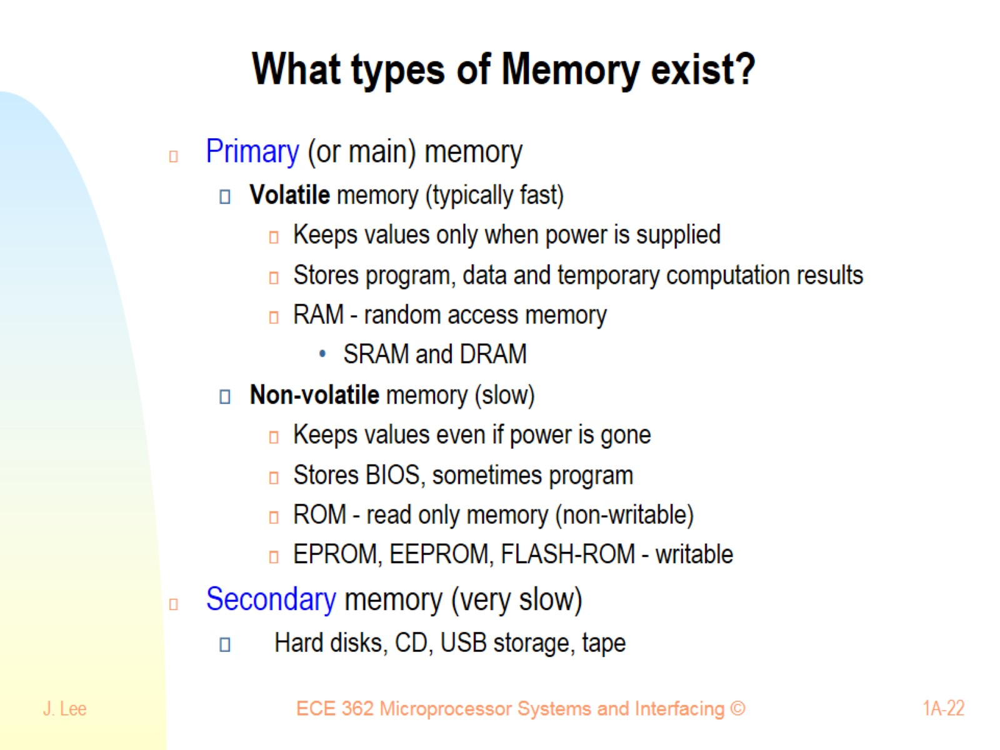 What types of Memory exist?
Primary (or main) memory
Volatile memory (typically fast)
Keeps values only when power is supplied
Stores program, data and temporary computation results
RAM - random access memory
• SRAM and DRAM
Non-volatile memory (slow)
Keeps values even if power is gone
Stores BIOS, sometimes program
ROM - read only memory (non-writable)
EPROM, EEPROM, FLASH-ROM - writable
Secondary memory (very slow)
Hard disks, CD, USB storage, tape
J. Lee
ECE 362 Microprocessor Systems and Interfacing ©
1A-22